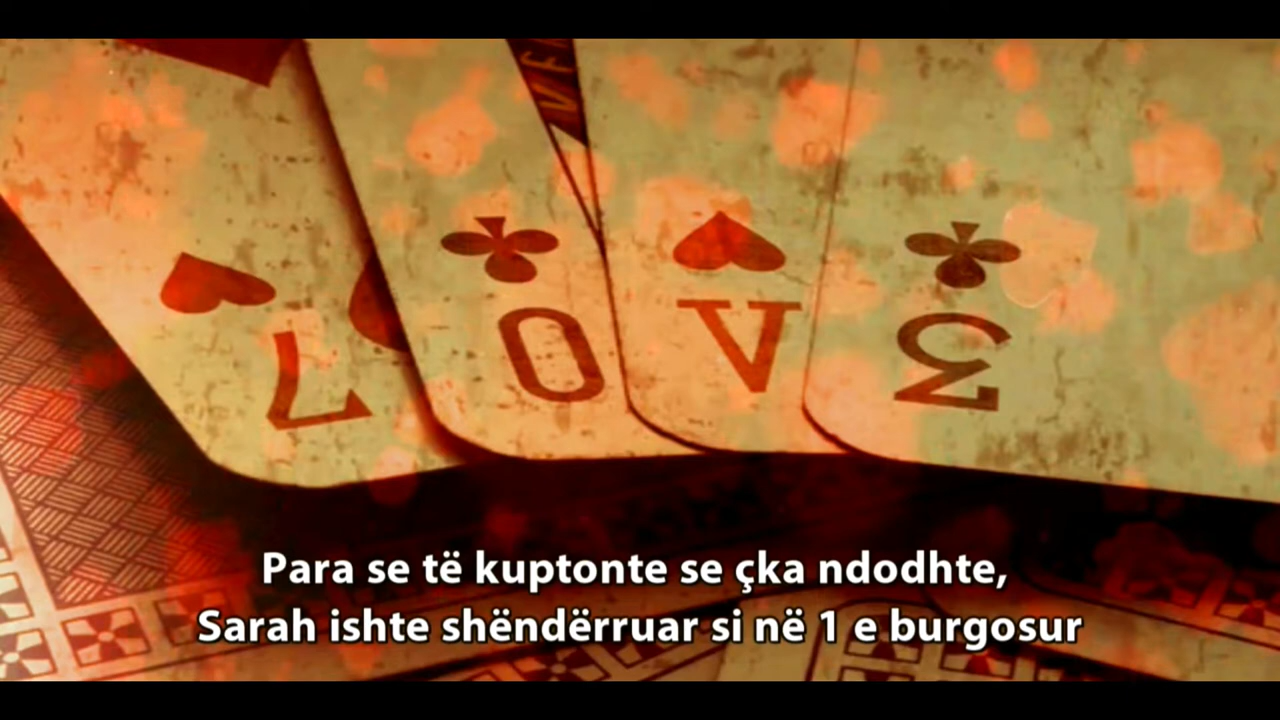 L O V E
Para se të kuptonte se çka ndodhte,
Sarah ishte shëndërruar si në 1 e burgosur